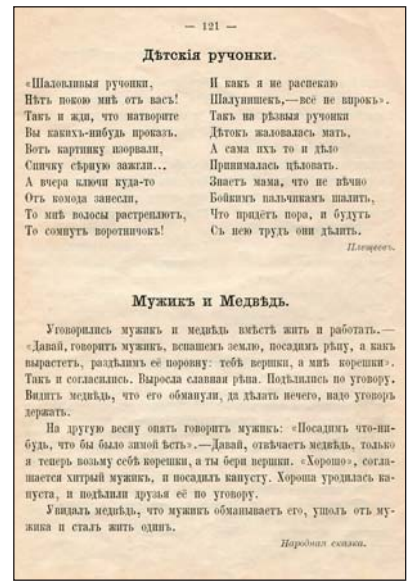 — 121 —
Дѣтскія ручонки.
«Шаловливыя ручонки,
Нѣтъ покою мнѣ отъ васъ!
Такъ и жди, что натворите
Вы какихъ-нибудь проказъ.
Вотъ картинку изорвали,
Спичку сѣрную зажгли...
А вчера ключи куда-то
Отъ комода занесли,
То мнѣ волосы растреплютъ,
То сомнутъ воротничокъ!
И какъ я не распекаю
Шалунишекъ,—всё не впрокъ».
Такъ на рѣзвыя ручонки
Дѣтокъ жаловалась мать,
А сама ихъ то и дѣло
Принималась цѣловать.
Знаетъ мама, что не вѣчно
Бойкимъ пальчикамъ шалить,
Что придётъ пора, и будутъ
Съ нею трудъ они дѣлить.
Плещеевъ.
Мужикъ и Медвѣдь.
Уговорились мужикъ и медвѣдь вмѣстѣ жить и работать.—
«Давай, говоритъ мужикъ, вспашемъ землю, посадимъ рѣпу, а какъ
вырастетъ, раздѣлимъ её поровну: тебѣ вершки, а мнѣ корешки».
Такъ и согласились. Выросла славная рѣпа. Подѣлились по уговору.
Видитъ медвѣдь, что его обманули, да дѣлать нечего, надо уговоръ
держать.
На другую весну опять говоритъ мужикъ: «Посадимъ что-ни-
будь, что бы было зимой ѣсть».—Давай, отвѣчаетъ медвѣдь, только
я теперь возьму себѣ корешки, а ты бери вершки. «Хорошо», согла-
шается хитрый мужикъ, и посадилъ капусту. Хороша уродилась ка-
пуста, и подѣлили друзья её по уговору.
Увидалъ медвѣдь, что мужикъ обманываетъ его, ушолъ отъ му-
жика и сталъ жить одинъ.
Народная сказка.